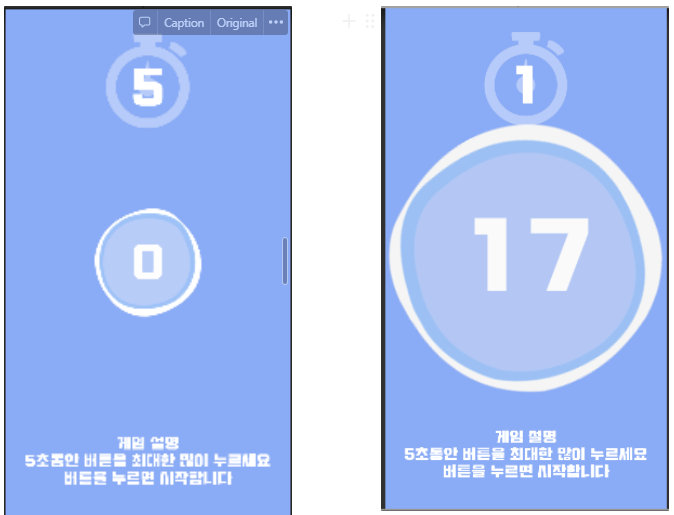 Caption Original
5
0
게임 설명
5초동안 버튼을 최대한 많이 누르세요
버튼을 누르면 시작합니다
1
17
게임 설명
5초동안 버튼을 최대한 많이 누르세요
버튼을 누르면 시작합니다